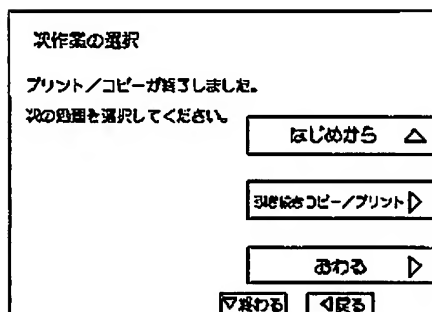 次作業の選択
プリント／コピーが終了しました。
次の処理を選択してください。
はじめから △
引き続きコピー／プリント ▷
おわる ▷
▽終わる ◁戻る